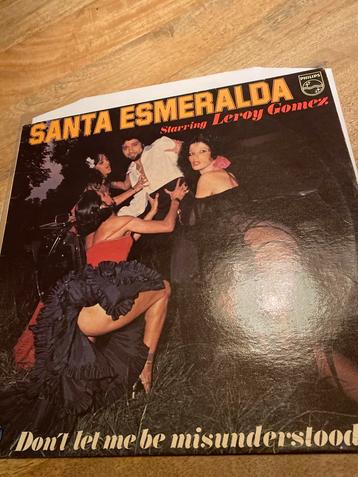 PHILIPS
SANTA ESMERALDA
Starring Leroy Gomez
Don't let me be misunderstood